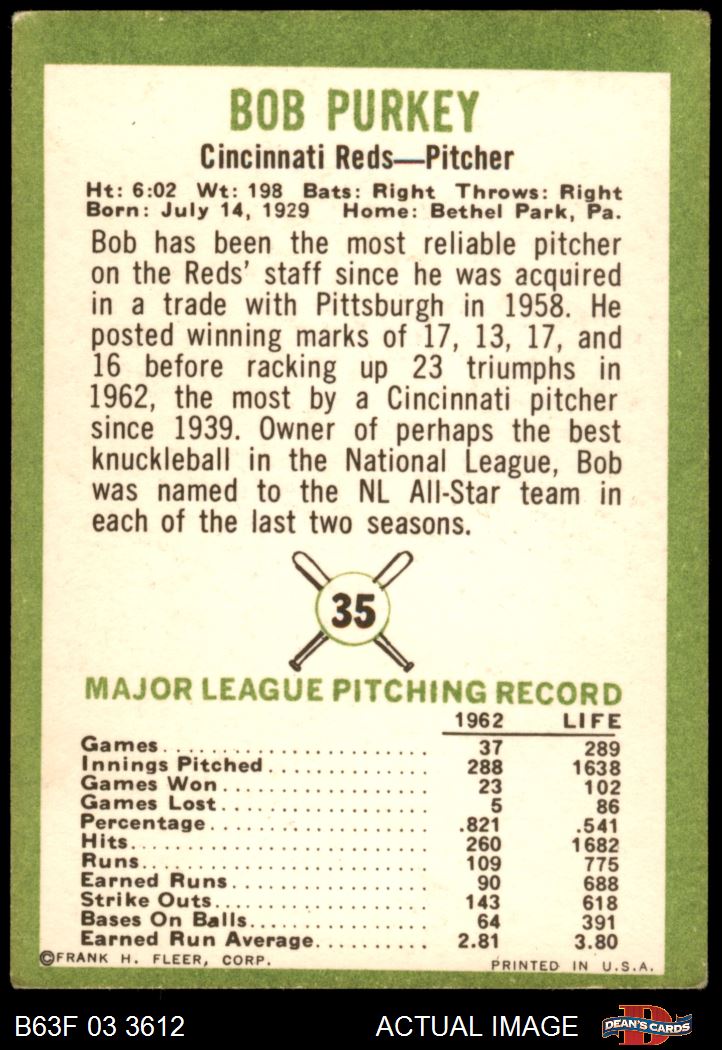 BOB PURKEY
Cincinnati Reds—Pitcher
Ht: 6:02 Wt: 198 Bats: Right Throws: Right
Born: July 14, 1929 Home: Bethel Park, Pa.
Bob has been the most reliable pitcher
on the Reds' staff since he was acquired
in a trade with Pittsburgh in 1958. He
posted winning marks of 17, 13, 17, and
16 before racking up 23 triumphs in
1962, the most by a Cincinnati pitcher
since 1939. Owner of perhaps the best
knuckleball in the National League, Bob
was named to the NL All-Star team in
each of the last two seasons.
35
MAJOR LEAGUE PITCHING RECORD
1962 LIFE
Games 37 289
Innings Pitched 288 1638
Games Won 23 102
Games Lost 5 86
Percentage .821 .541
Hits 260 1682
Runs 109 775
Earned Runs 90 688
Strike Outs 143 618
Bases On Balls 64 391
Earned Run Average 2.81 3.80
©FRANK H. FLEER, CORP. PRINTED IN U.S.A.
B63F 03 3612 ACTUAL IMAGE D DEAN'S CARDS